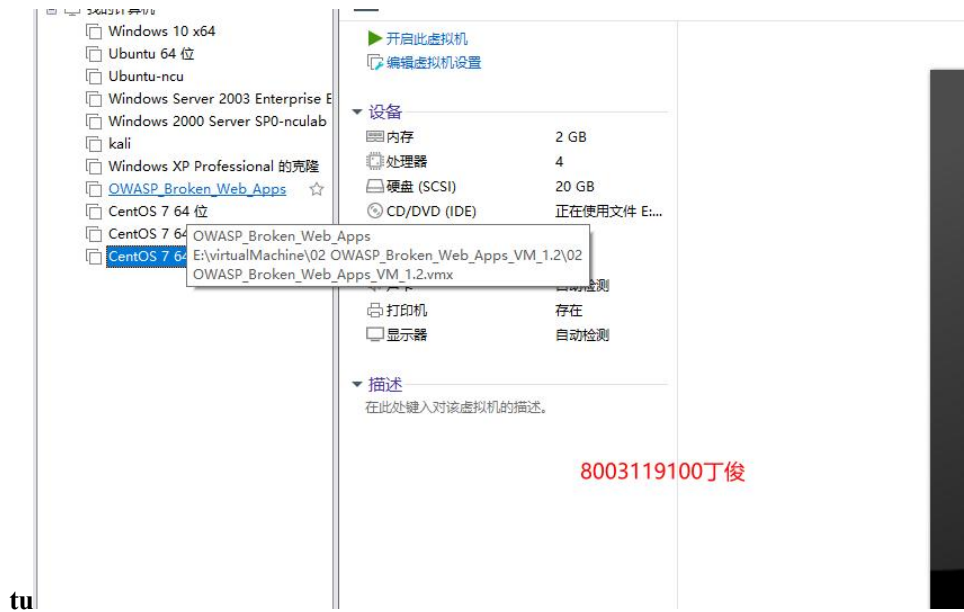 我的计算机
Windows 10 x64
Ubuntu 64 位
Ubuntu-ncu
Windows Server 2003 Enterprise E
Windows 2000 Server SP0-nculab
kali
Windows XP Professional 的克隆
OWASP_Broken_Web_Apps
CentOS 7 64 位
CentOS 7 64
CentOS 7 64
OWASP_Broken_Web_Apps
E:\virtualMachine\02 OWASP_Broken_Web_Apps_VM_1.2\02
OWASP_Broken_Web_Apps_VM_1.2.vmx
开启此虚拟机
编辑虚拟机设置
设备
内存 2 GB
处理器 4
硬盘 (SCSI) 20 GB
CD/DVD (IDE) 正在使用文件 E:...
声卡 自动检测
打印机 存在
显示器 自动检测
描述
在此处键入对该虚拟机的描述。
8003119100丁俊
tu